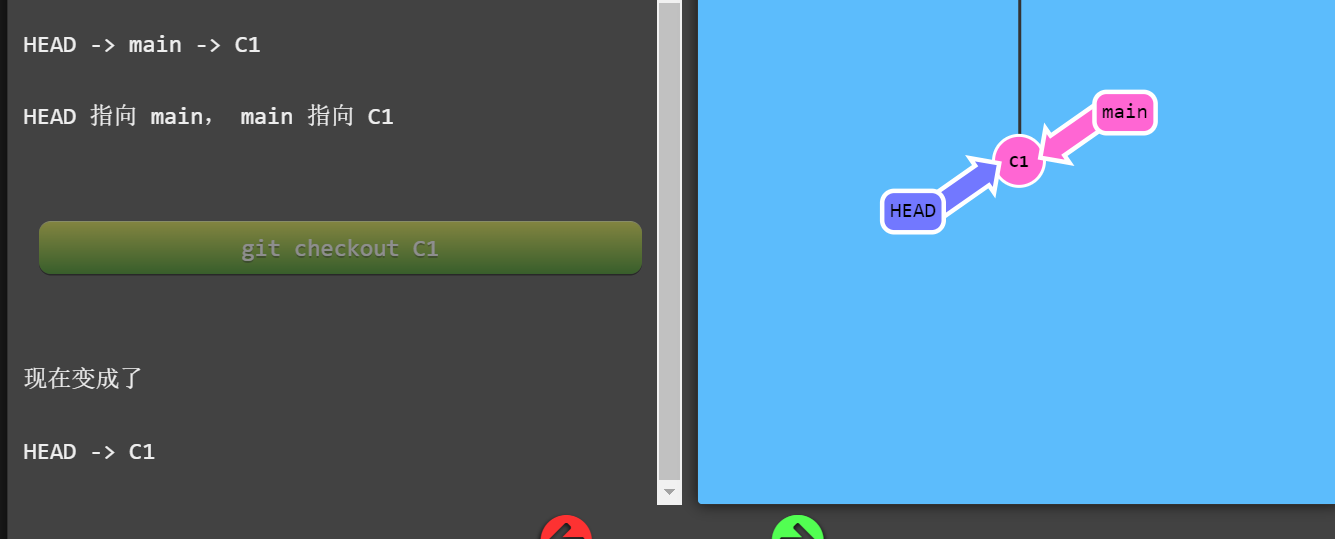 HEAD -> main -> C1
HEAD 指向 main， main 指向 C1
git checkout C1
现在变成了
HEAD -> C1
main
C1
HEAD